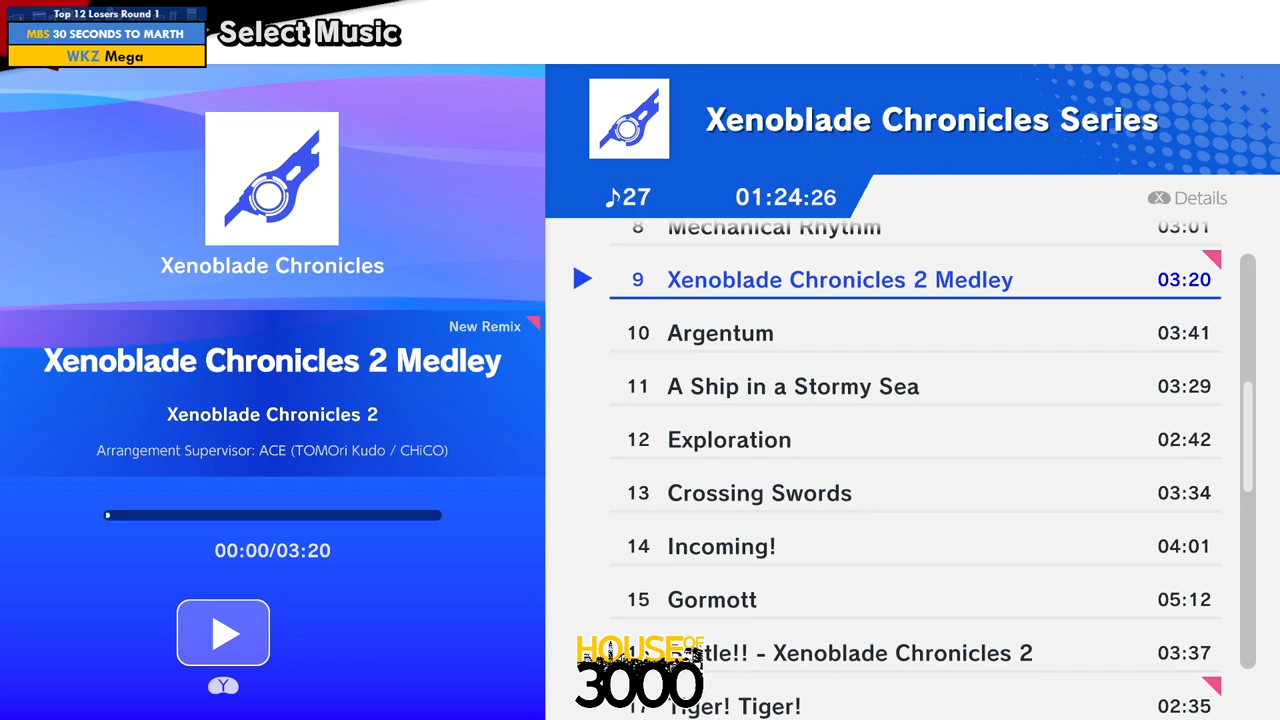 Top 12 Losers Round 1
MBS 30 SECONDS TO MARTH
WKZ Mega
Select Music
Xenoblade Chronicles
New Remix
Xenoblade Chronicles 2 Medley
Xenoblade Chronicles 2
Arrangement Supervisor: ACE (TOMOri Kudo / CHiCO)
00:00/03:20
Y
Xenoblade Chronicles Series
♪27 01:24:26
X Details
8 Mechanical Rhythm 03:01
9 Xenoblade Chronicles 2 Medley 03:20
10 Argentum 03:41
11 A Ship in a Stormy Sea 03:29
12 Exploration 02:42
13 Crossing Swords 03:34
14 Incoming! 04:01
15 Gormott 05:12
16 Battle!! - Xenoblade Chronicles 2 03:37
17 Tiger! Tiger! 02:35
HOUSE OF
3000